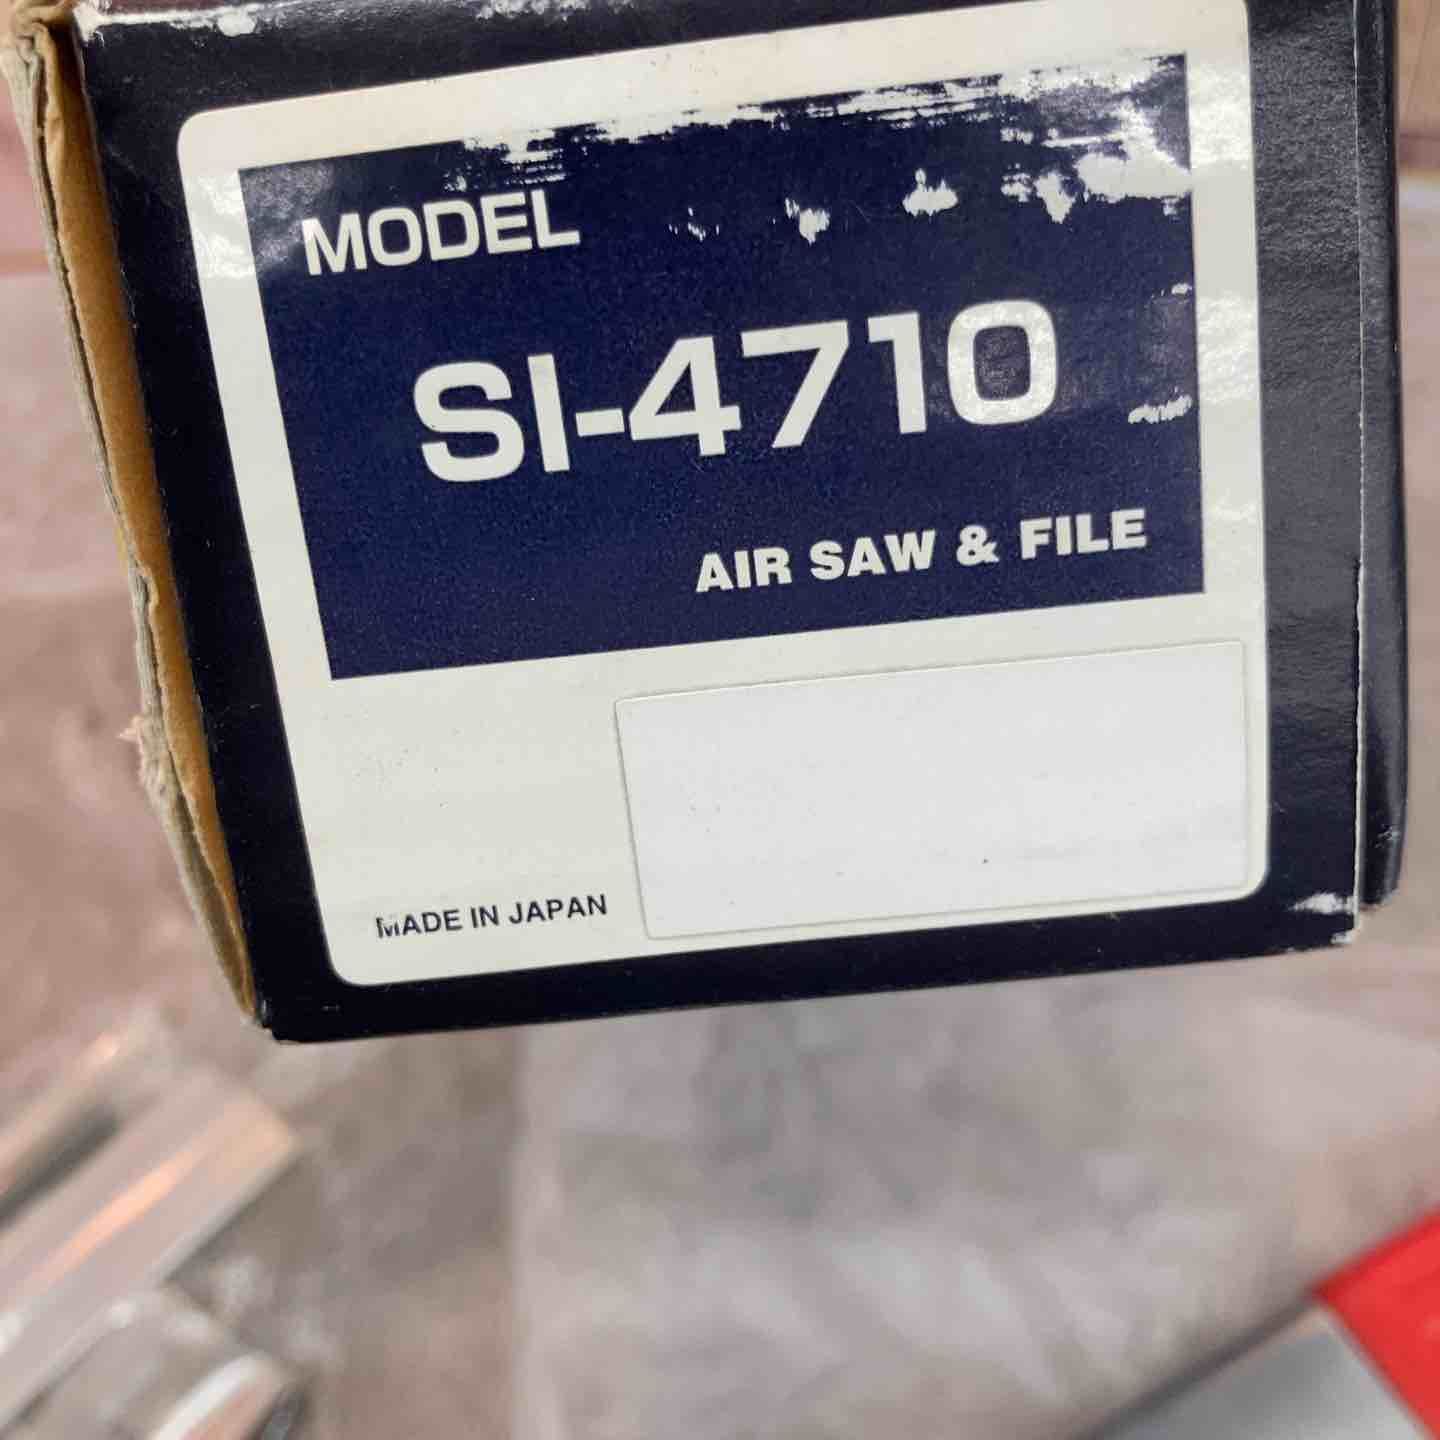 MODEL
SI-4710
AIR SAW & FILE
MADE IN JAPAN